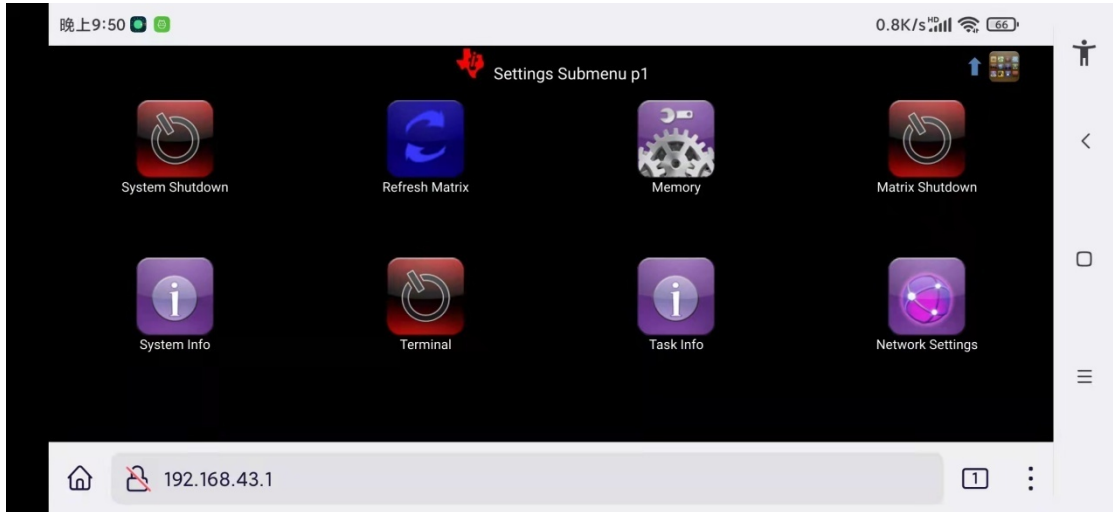 晚上9:50
0.8K/s HD 66
Settings Submenu p1
System Shutdown
Refresh Matrix
Memory
Matrix Shutdown
System Info
Terminal
Task Info
Network Settings
192.168.43.1
1